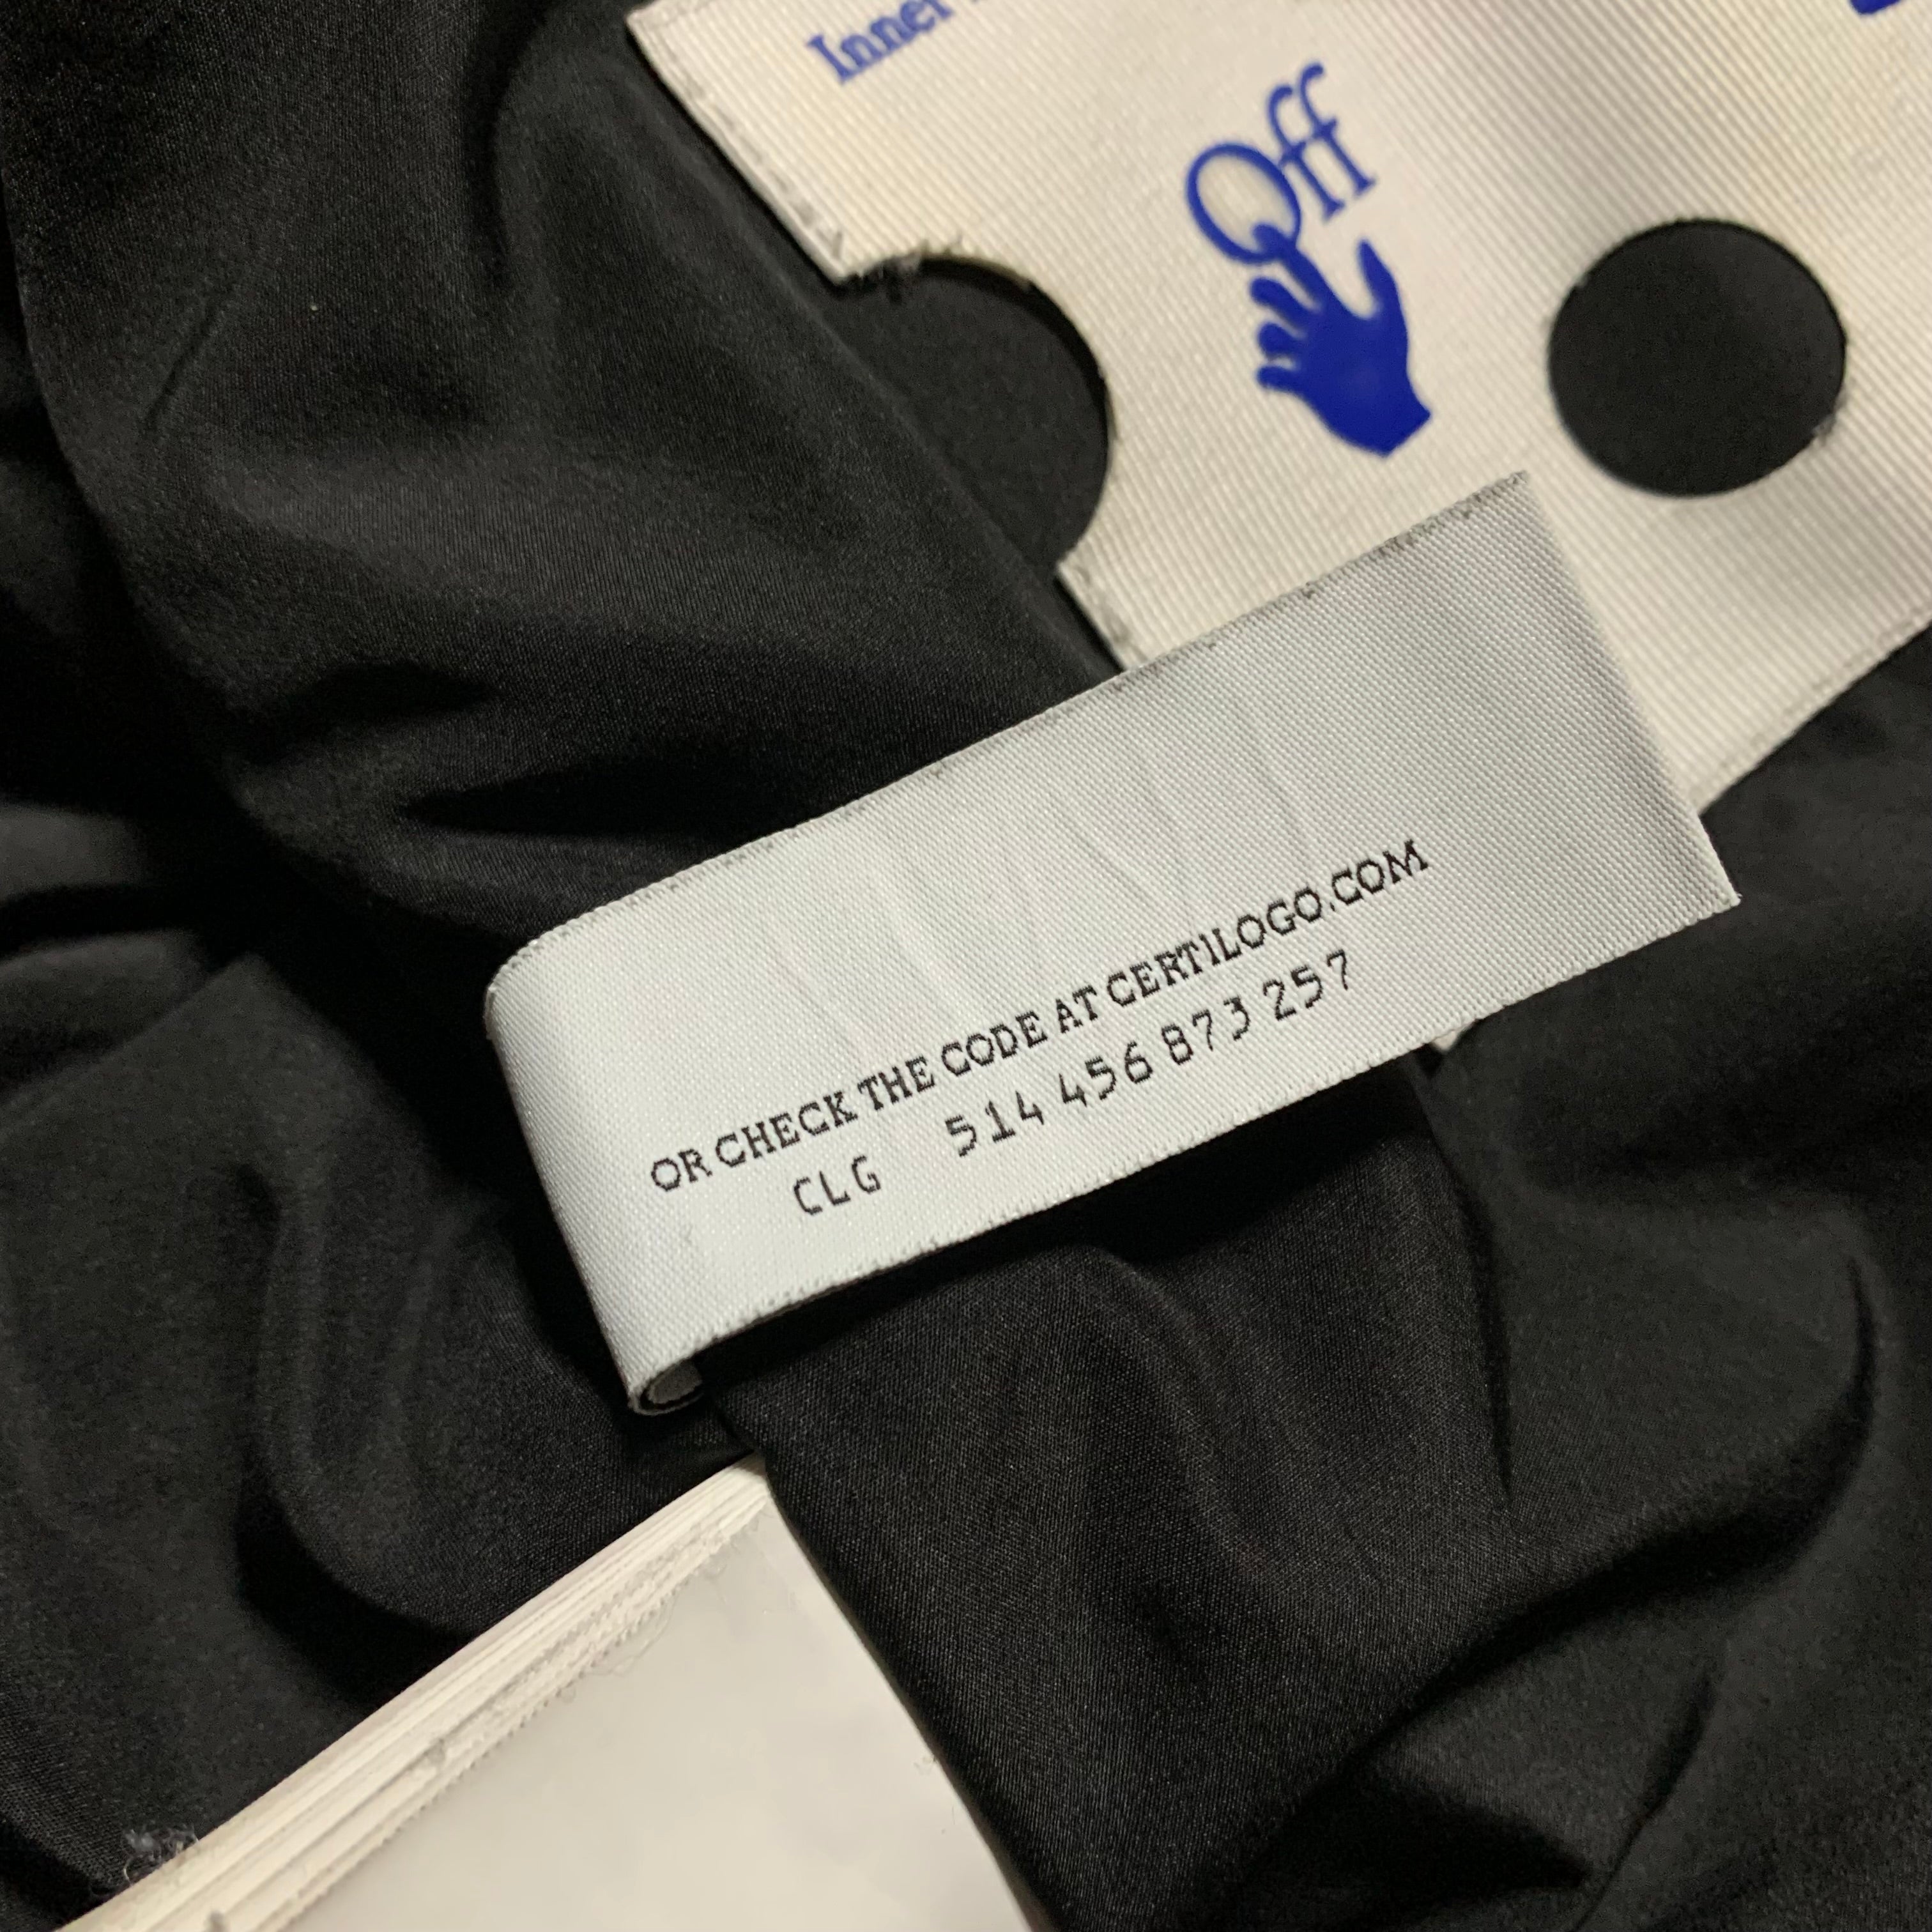 Inner
Off
OR CHECK THE CODE AT CERTILOGO.COM
CLG 514 456 873 257